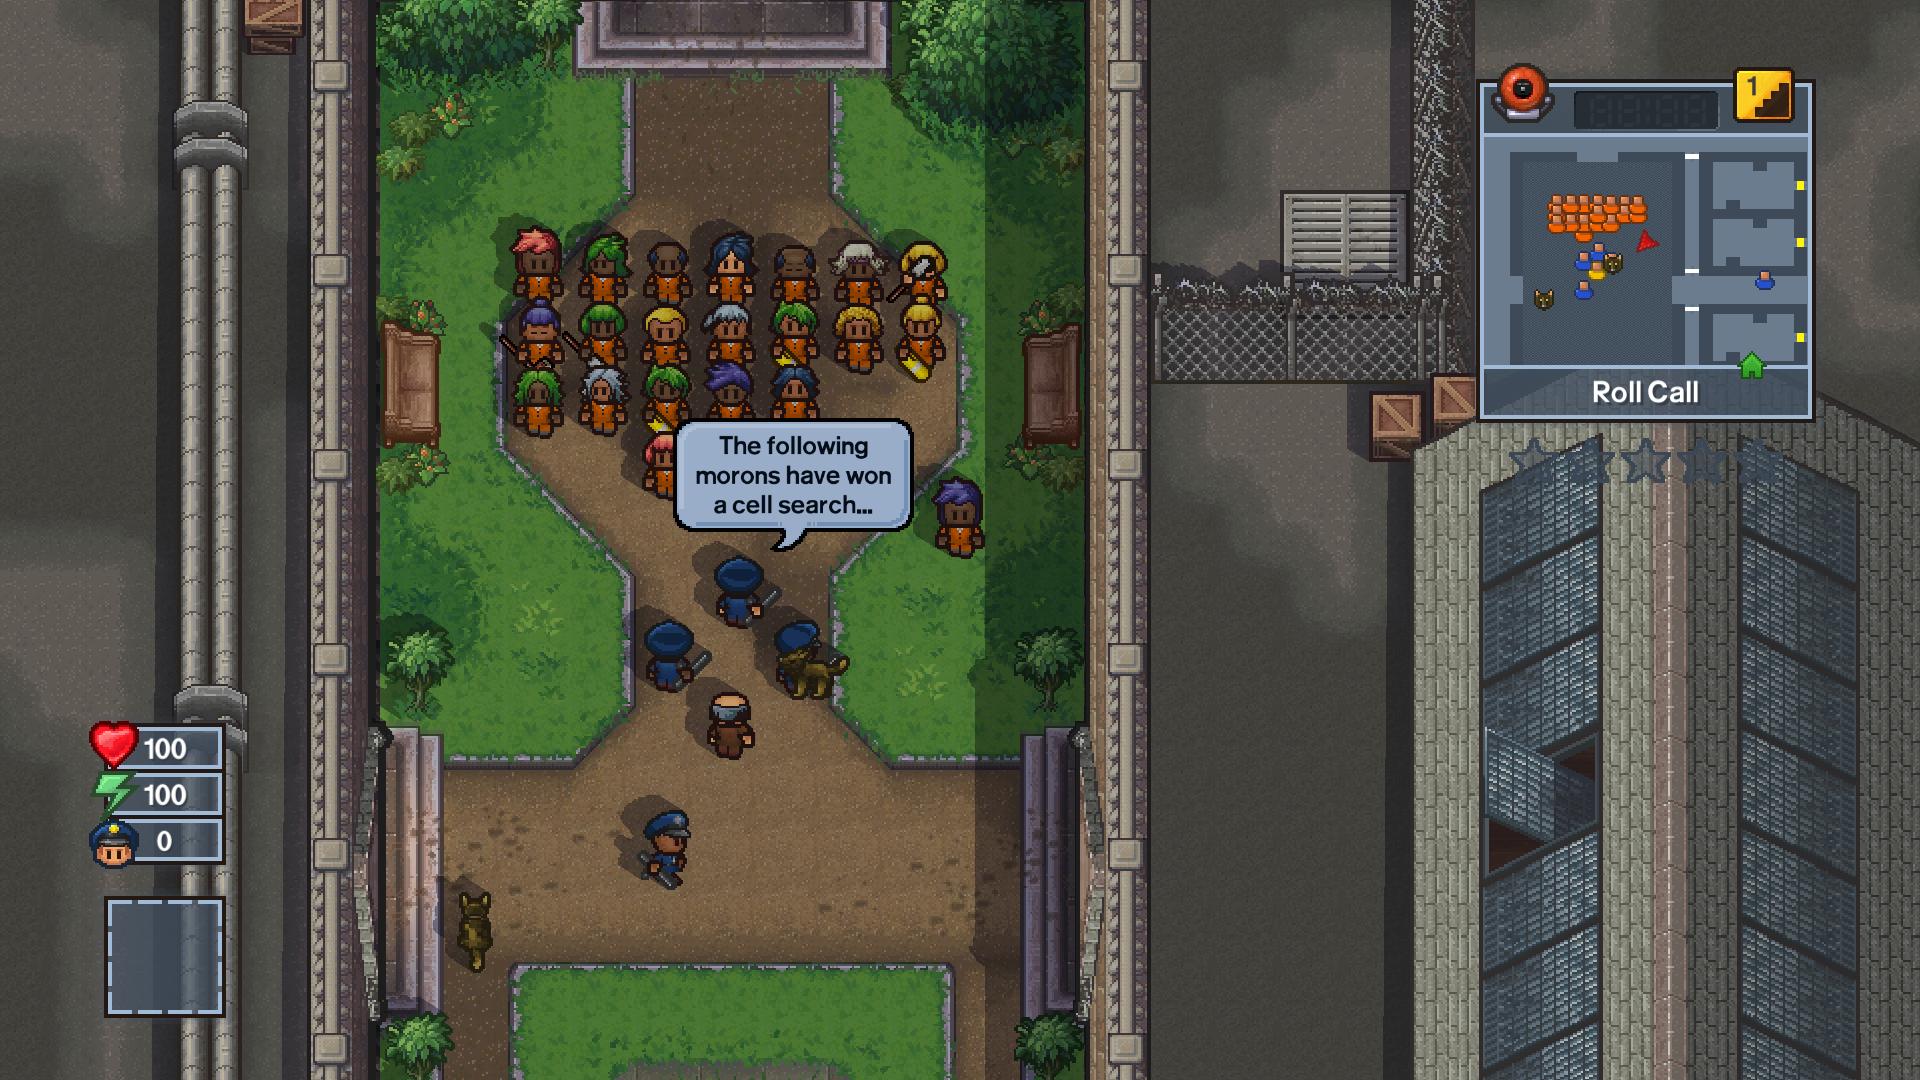 1
Roll Call
The following
morons have won
a cell search...
100
100
0